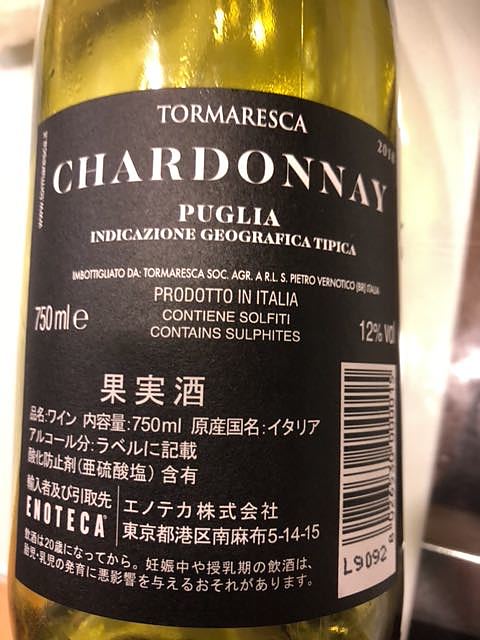 TORMARESCA
CHARDONNAY
PUGLIA
INDICAZIONE GEOGRAFICA TIPICA
www.tormaresca.it
IMBOTTIGLIATO DA: TORMARESCA SOC. AGR. A R.L. S. PIETRO VERNOTICO (BR) ITALIA
PRODOTTO IN ITALIA
750 ml e
CONTIENE SOLFITI
CONTAINS SULPHITES
12% vol
果実酒
品名:ワイン 内容量:750ml 原産国名:イタリア
アルコール分:ラベルに記載
酸化防止剤(亜硫酸塩)含有
輸入者及び引取先
ENOTECA
エノテカ株式会社
東京都港区南麻布5-14-15
飲酒は20歳になってから。妊娠中や授乳期の飲酒は、
胎児・乳児の発育に悪影響を与えるおそれがあります。
L9092